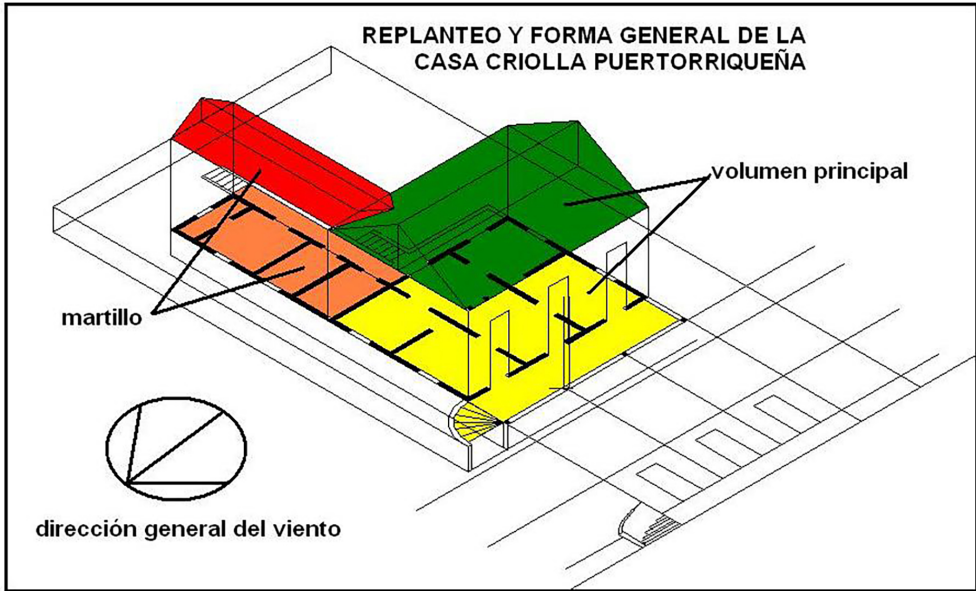 REPLANTEO Y FORMA GENERAL DE LA
CASA CRIOLLA PUERTORRIQUEÑA
volumen principal
martillo
dirección general del viento